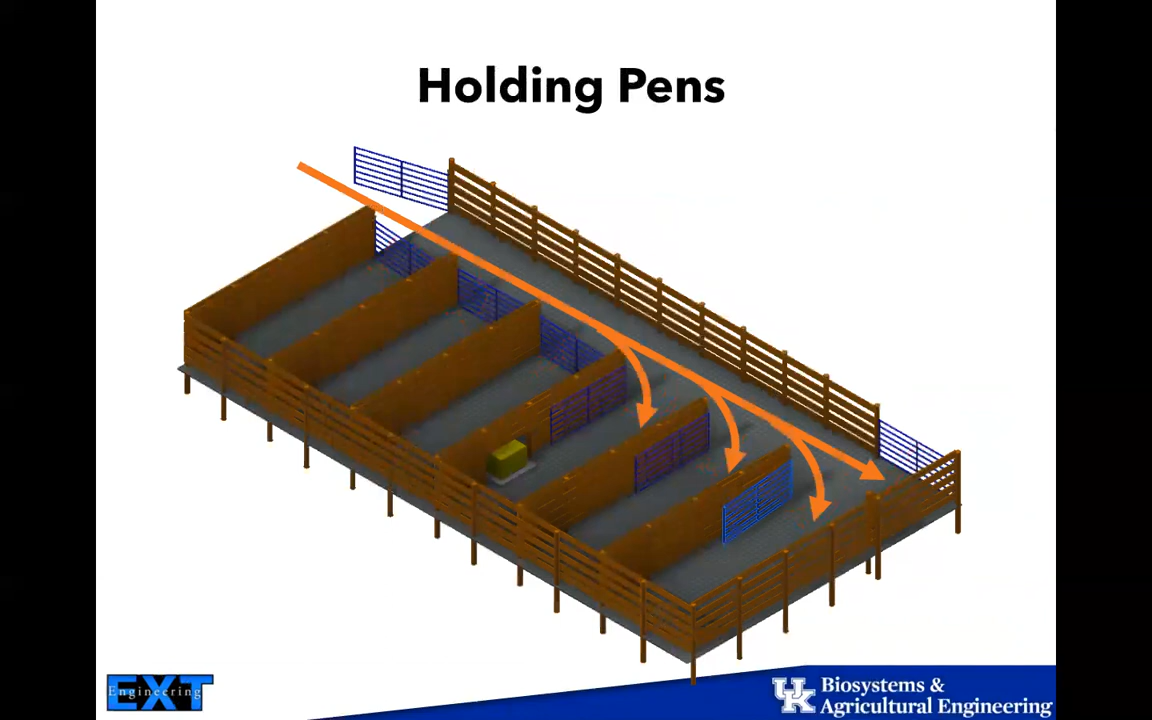 Holding Pens
EXT
Engineering
UK
Biosystems &
Agricultural Engineering